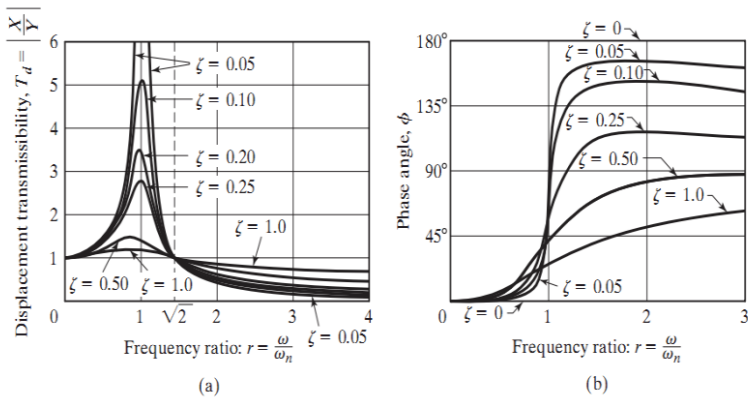 Displacement transmissibility, T_d = |X/Y|
6
5
4
3
2
1
0
ζ = 0.05
ζ = 0.10
ζ = 0.20
ζ = 0.25
ζ = 1.0
ζ = 0.50
ζ = 1.0
ζ = 0.05
1
√2
2
3
4
Frequency ratio: r = ω/ω_n
(a)
Phase angle, ϕ
180°
135°
90°
45°
0
ζ = 0
ζ = 0.05
ζ = 0.10
ζ = 0.25
ζ = 0.50
ζ = 1.0
ζ = 0.05
ζ = 0
1
2
3
Frequency ratio: r = ω/ω_n
(b)